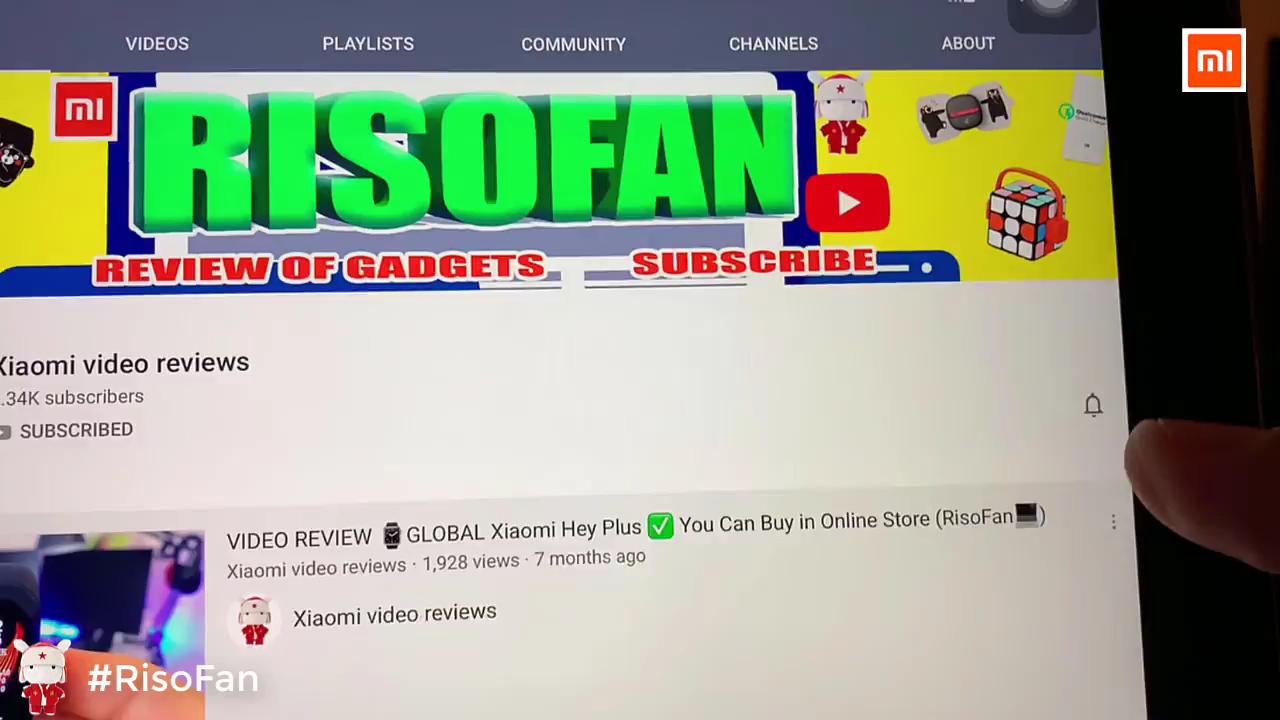 VIDEOS PLAYLISTS COMMUNITY CHANNELS ABOUT
mi
mi
RISOFAN
REVIEW OF GADGETS SUBSCRIBE
Xiaomi video reviews
.34K subscribers
SUBSCRIBED
VIDEO REVIEW ⌚GLOBAL Xiaomi Hey Plus ✅ You Can Buy in Online Store (RisoFan💻)
Xiaomi video reviews · 1,928 views · 7 months ago
Xiaomi video reviews
#RisoFan